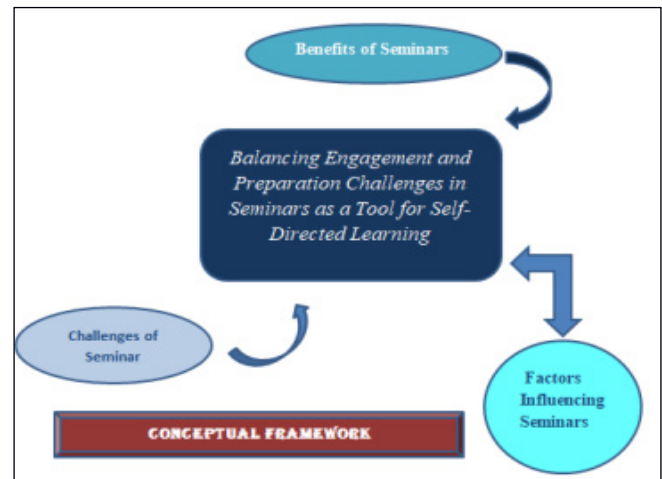 Benefits of Seminars
Balancing Engagement and
Preparation Challenges in
Seminars as a Tool for Self-
Directed Learning
Challenges of
Seminar
Factors
Influencing
Seminars
CONCEPTUAL FRAMEWORK